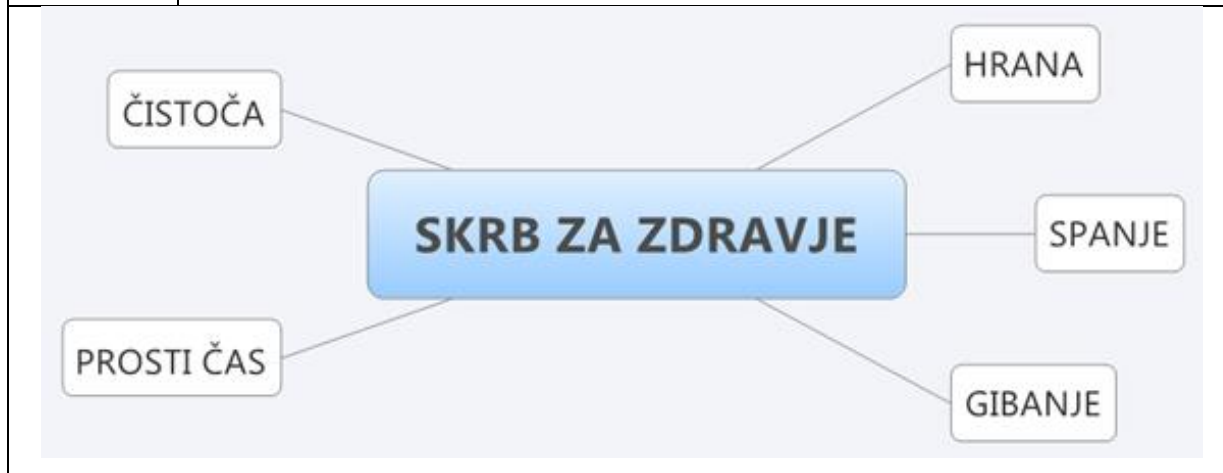 HRANA
ČISTOČA
SKRB ZA ZDRAVJE
SPANJE
PROSTI ČAS
GIBANJE